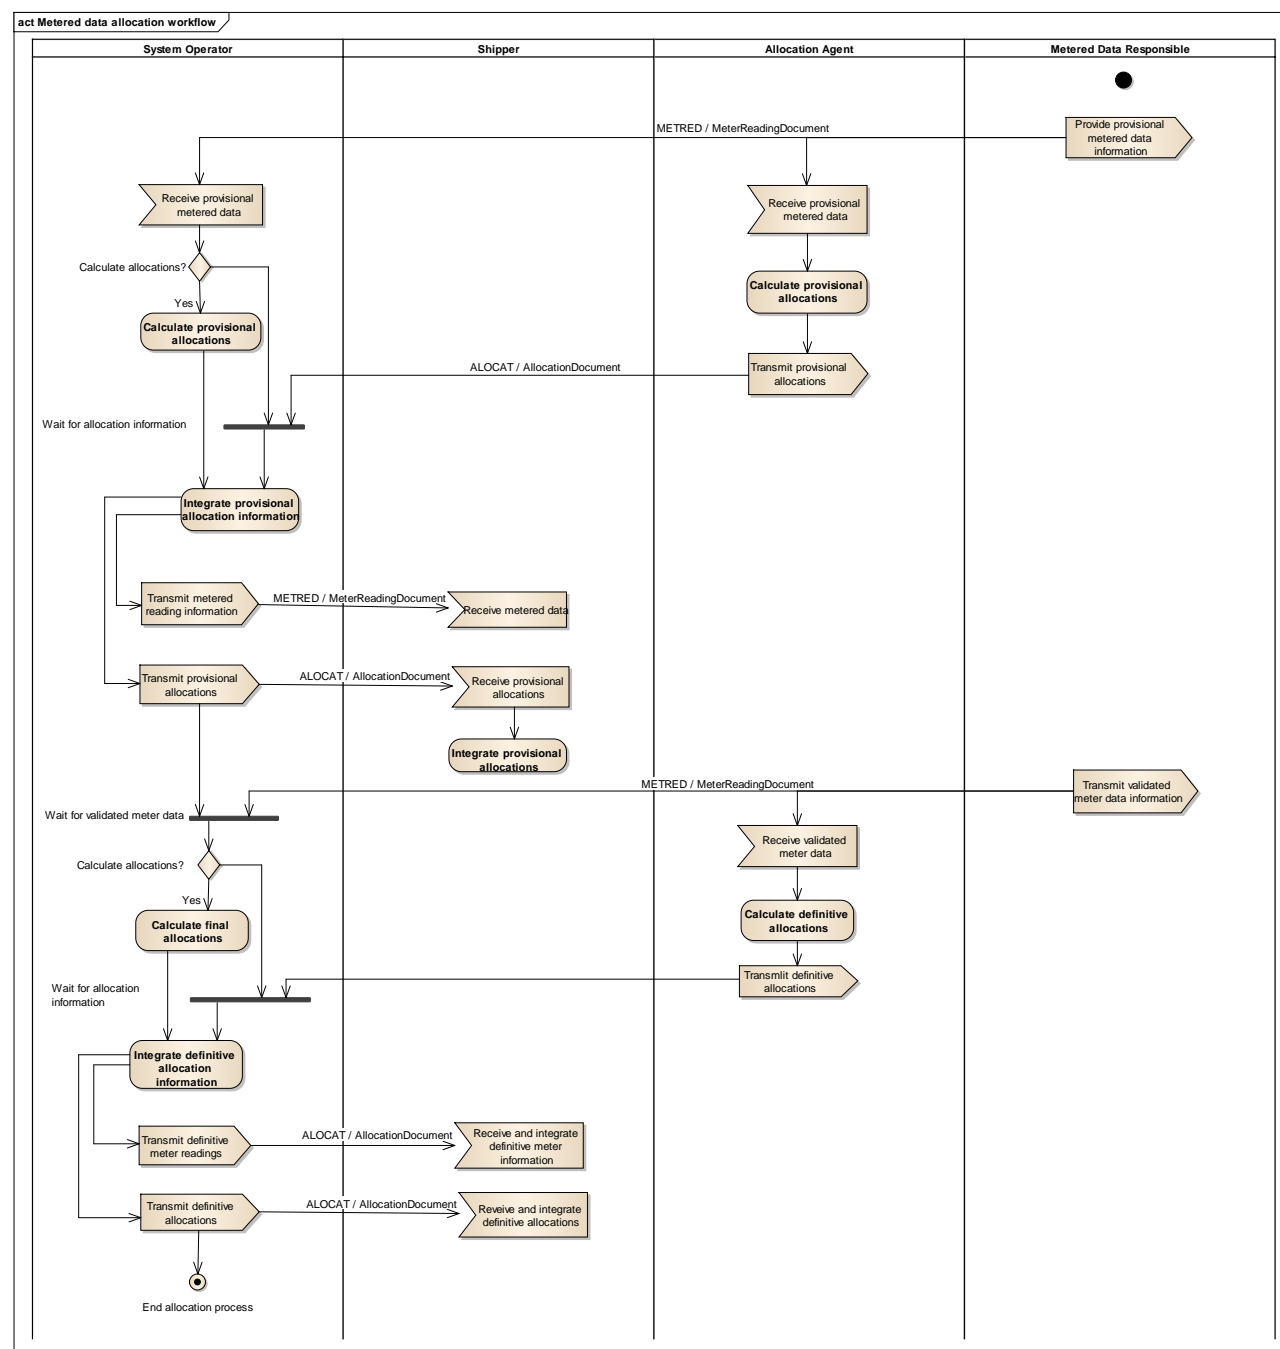 act Metered data allocation workflow
System Operator
Shipper
Allocation Agent
Metered Data Responsible
METRED / MeterReadingDocument
Provide provisional
metered data
information
Receive provisional
metered data
Receive provisional
metered data
Calculate allocations?
Yes
Calculate provisional
allocations
Calculate provisional
allocations
ALOCAT / AllocationDocument
Transmit provisional
allocations
Wait for allocation information
Integrate provisional
allocation information
Transmit metered
reading information
METRED / MeterReadingDocument
Receive metered data
Transmit provisional
allocations
ALOCAT / AllocationDocument
Receive provisional
allocations
Integrate provisional
allocations
METRED / MeterReadingDocument
Transmit validated
meter data information
Wait for validated meter data
Receive validated
meter data
Calculate allocations?
Yes
Calculate final
allocations
Calculate definitive
allocations
Transmlit definitive
allocations
Wait for allocation
information
Integrate definitive
allocation
information
Transmit definitive
meter readings
ALOCAT / AllocationDocument
Receive and integrate
definitive meter
information
Transmit definitive
allocations
ALOCAT / AllocationDocument
Reveive and integrate
definitive allocations
End allocation process